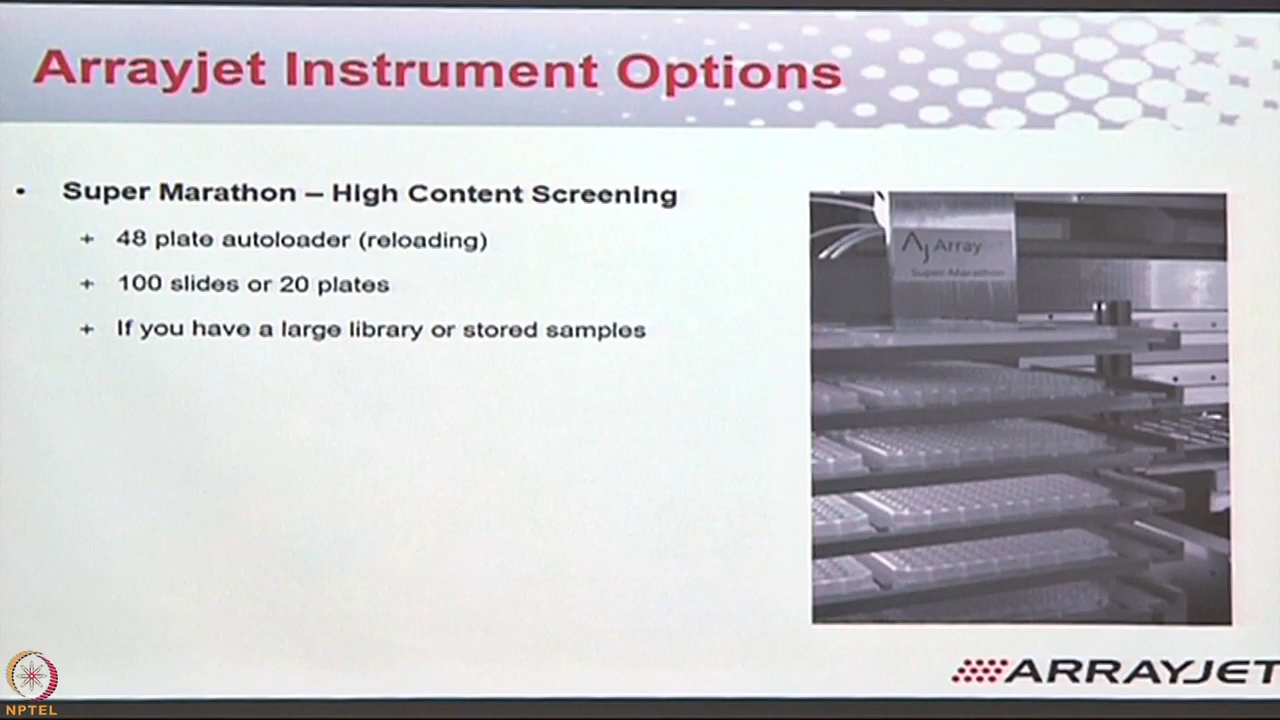 Arrayjet Instrument Options
• Super Marathon – High Content Screening
+ 48 plate autoloader (reloading)
+ 100 slides or 20 plates
+ If you have a large library or stored samples
Aj Array
Super Marathon
ARRAYJET
NPTEL